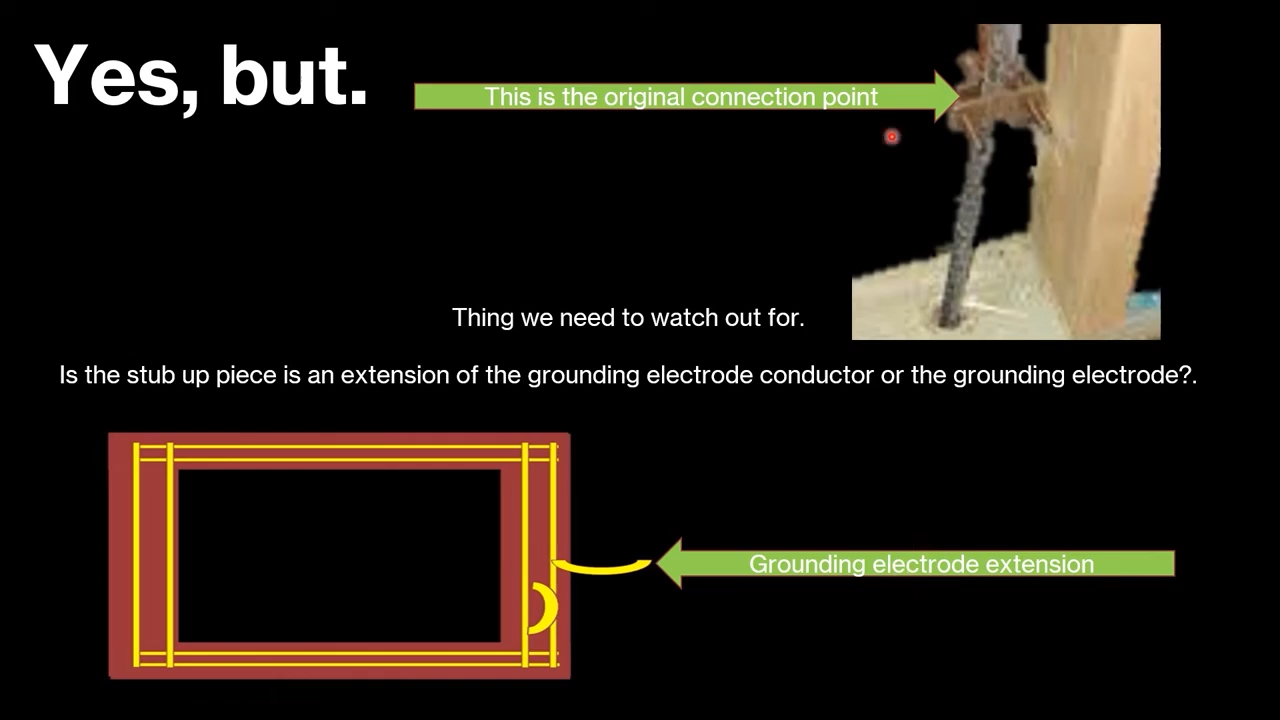 Yes, but.
This is the original connection point
Thing we need to watch out for.
Is the stub up piece is an extension of the grounding electrode conductor or the grounding electrode?.
Grounding electrode extension